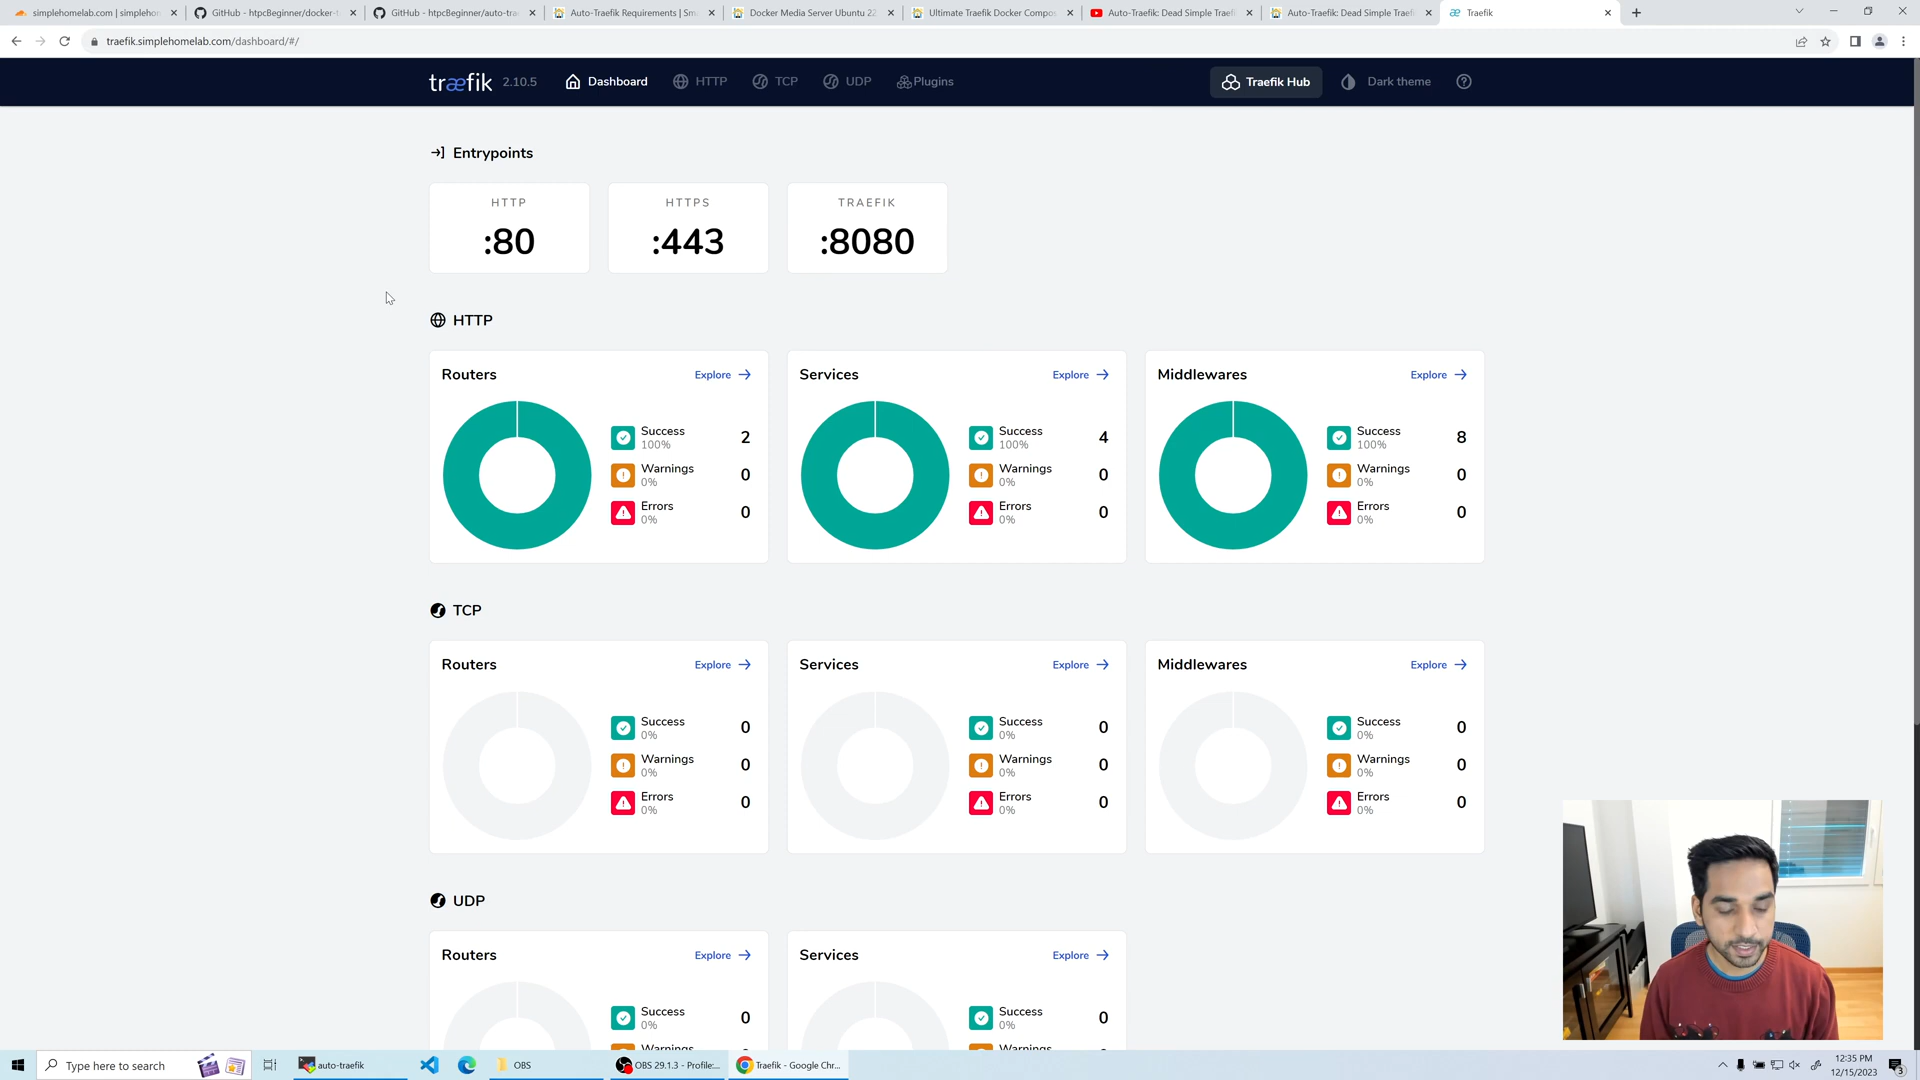 simplehomelab.com | simplehom
GitHub - htpcBeginner/docker-t
GitHub - htpcBeginner/auto-trae
Auto-Traefik Requirements | Sm
Docker Media Server Ubuntu 22
Ultimate Traefik Docker Compos
Auto-Traefik: Dead Simple Traef
Auto-Traefik: Dead Simple Traef
Traefik
traefik.simplehomelab.com/dashboard/#/
træfik 2.10.5 Dashboard HTTP TCP UDP Plugins Traefik Hub Dark theme
Entrypoints
HTTP
:80
HTTPS
:443
TRAEFIK
:8080
HTTP
Routers Explore
Success 2
100%
Warnings 0
0%
Errors 0
0%
Services Explore
Success 4
100%
Warnings 0
0%
Errors 0
0%
Middlewares Explore
Success 8
100%
Warnings 0
0%
Errors 0
0%
TCP
Routers Explore
Success 0
0%
Warnings 0
0%
Errors 0
0%
Services Explore
Success 0
0%
Warnings 0
0%
Errors 0
0%
Middlewares Explore
Success 0
0%
Warnings 0
0%
Errors 0
0%
UDP
Routers Explore
Success 0
0%
Warnings
Services Explore
Success 0
0%
Warnings
Type here to search
auto-traefik
OBS
OBS 29.1.3 - Profile:...
Traefik - Google Chr...
12:35 PM
12/15/2023
3